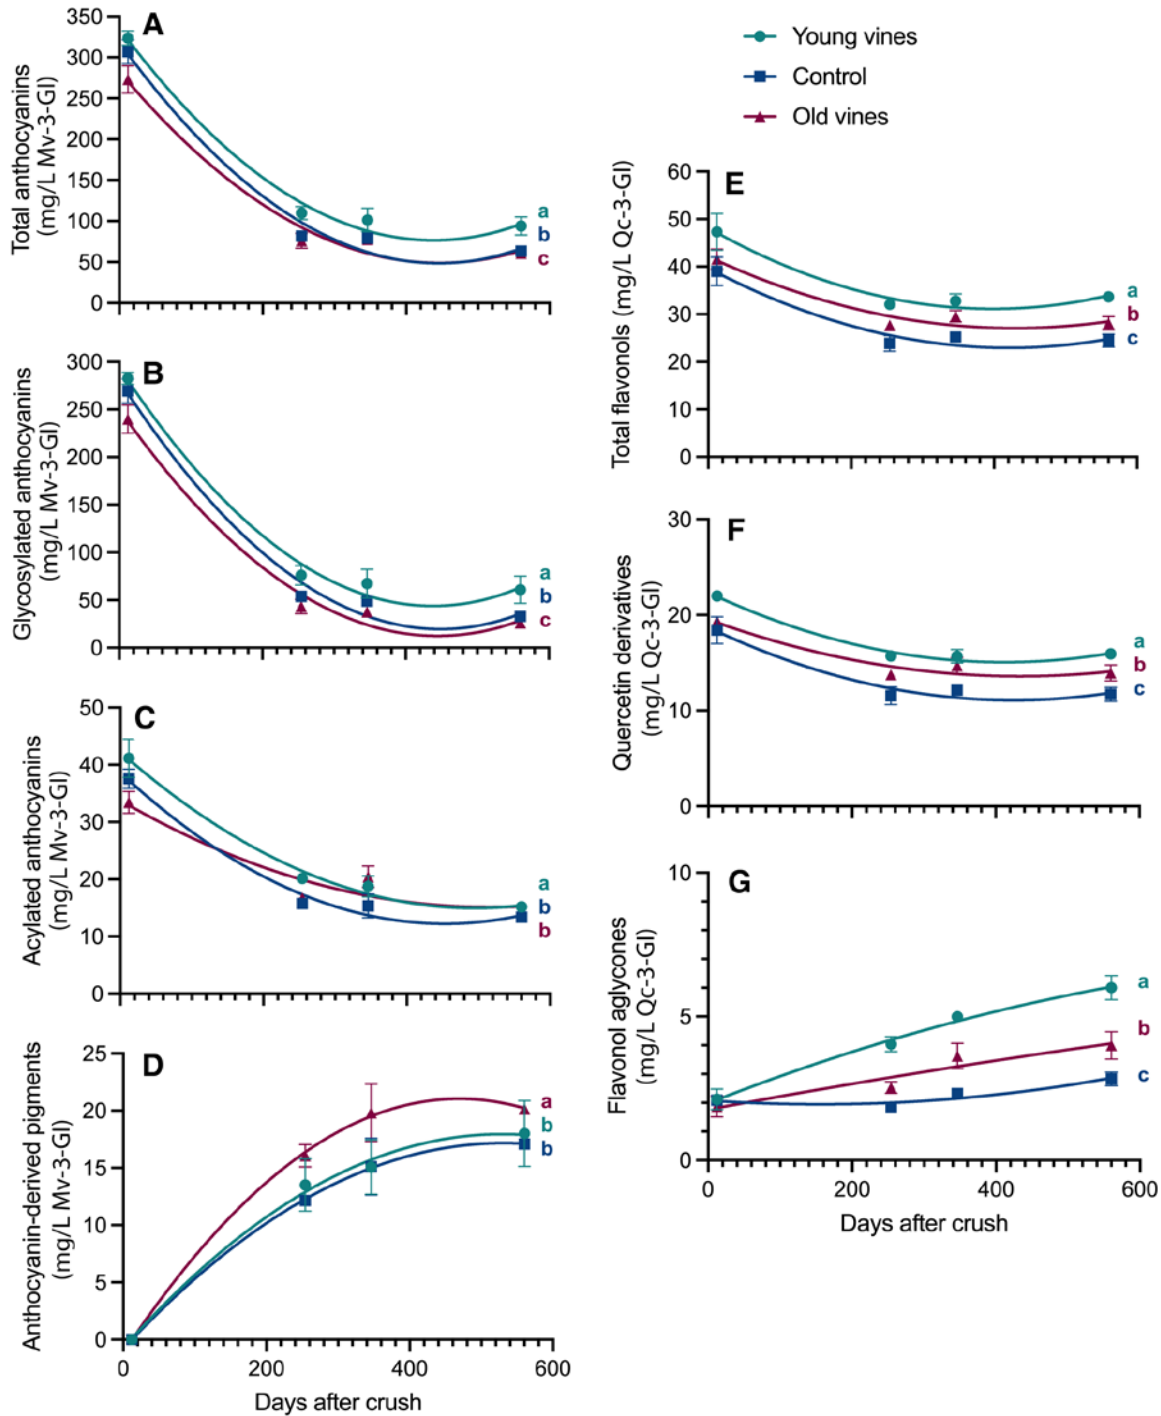 A
Total anthocyanins
(mg/L Mv-3-Gl)
350
300
250
200
150
100
50
0
a
b
c
B
Glycosylated anthocyanins
(mg/L Mv-3-Gl)
300
250
200
150
100
50
0
a
b
c
C
Acylated anthocyanins
(mg/L Mv-3-Gl)
50
40
30
20
10
0
a
b
b
D
Anthocyanin-derived pigments
(mg/L Mv-3-Gl)
25
20
15
10
5
0
a
b
b
0 200 400 600
Days after crush
Young vines
Control
Old vines
E
Total flavonols (mg/L Qc-3-Gl)
60
50
40
30
20
10
0
a
b
c
F
Quercetin derivatives
(mg/L Qc-3-Gl)
30
20
10
0
a
b
c
G
Flavonol aglycones
(mg/L Qc-3-Gl)
10
5
0
a
b
c
0 200 400 600
Days after crush